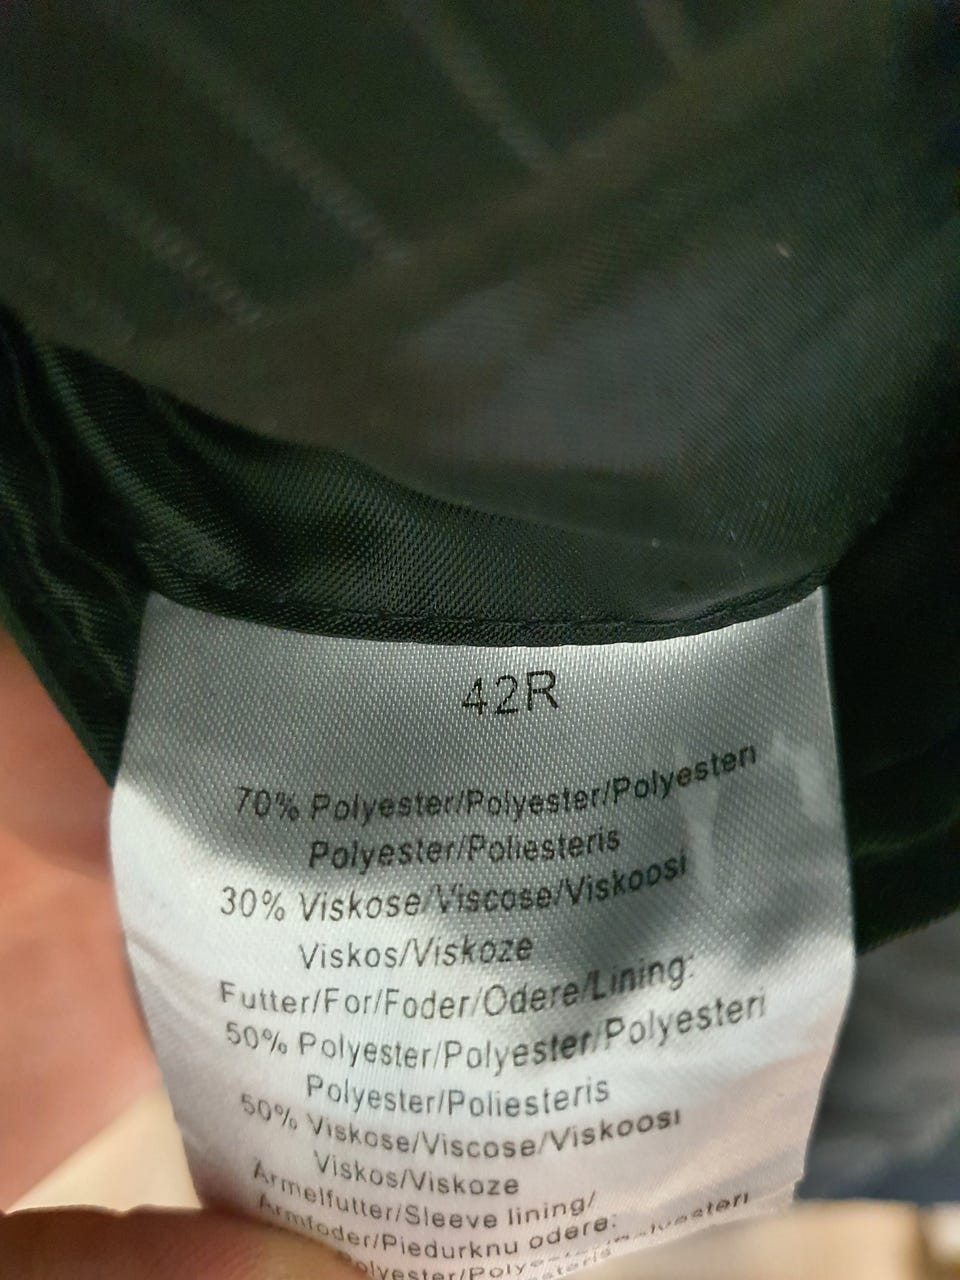 42R
70% Polyester/Polyester/Polyesteri
Polyester/Poliesteris
30% Viskose/Viscose/Viskoosi
Viskos/Viskoze
Futter/For/Foder/Odere/Lining:
50% Polyester/Polyester/Polyesteri
Polyester/Poliesteris
50% Viskose/Viscose/Viskoosi
Viskos/Viskoze
Ärmelfutter/Sleeve lining/
Armfoder/Piedurknu odere: